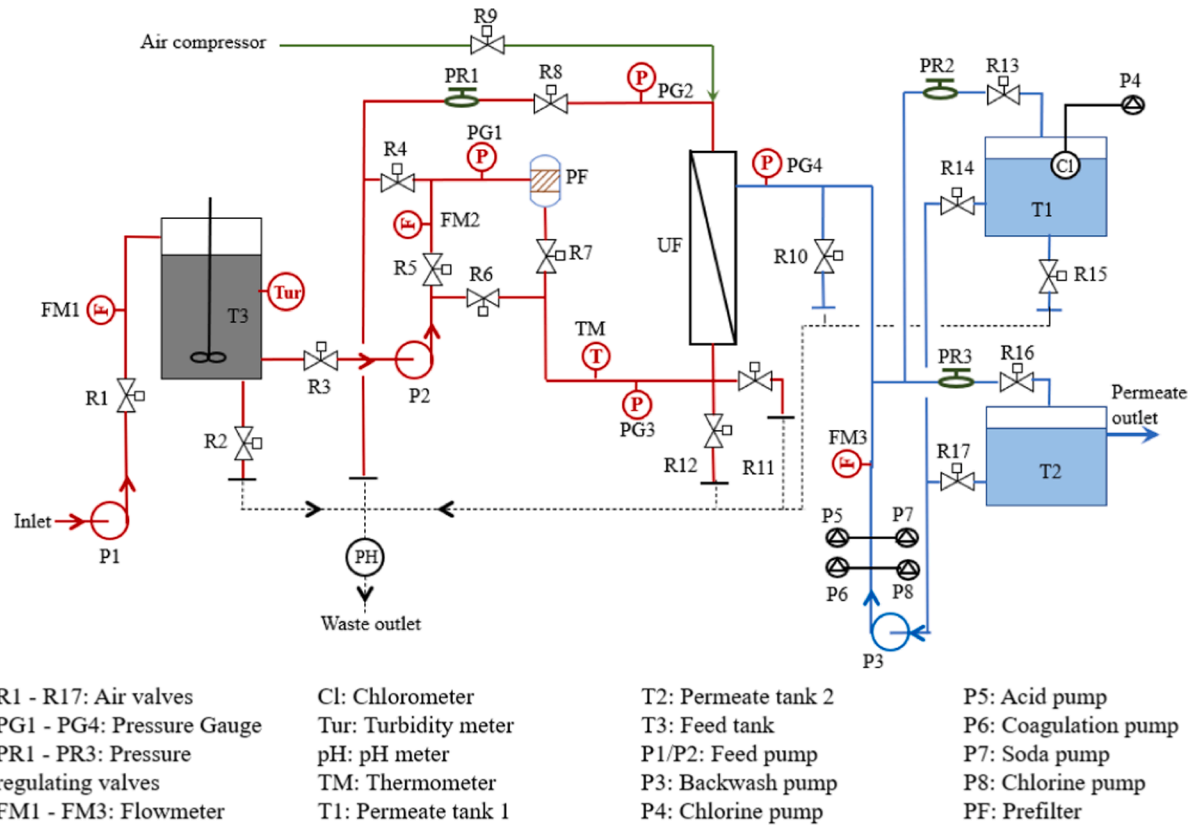 R9
Air compressor
PR1
R8
P
PG2
PR2
R13
P4
PG1
R4
P
PF
P
PG4
R14
Cl
T1
FM2
F
R7
UF
R10
R15
R5
R6
FM1
F
Tur
T3
TM
T
R3
P2
R1
PR3
R16
P
PG3
Permeate
outlet
R2
FM3
F
R12
R11
R17
T2
Inlet
P1
P5
P7
PH
P6
P8
Waste outlet
P3
R1 - R17: Air valves
PG1 - PG4: Pressure Gauge
PR1 - PR3: Pressure
regulating valves
FM1 - FM3: Flowmeter
Cl: Chlorometer
Tur: Turbidity meter
pH: pH meter
TM: Thermometer
T1: Permeate tank 1
T2: Permeate tank 2
T3: Feed tank
P1/P2: Feed pump
P3: Backwash pump
P4: Chlorine pump
P5: Acid pump
P6: Coagulation pump
P7: Soda pump
P8: Chlorine pump
PF: Prefilter